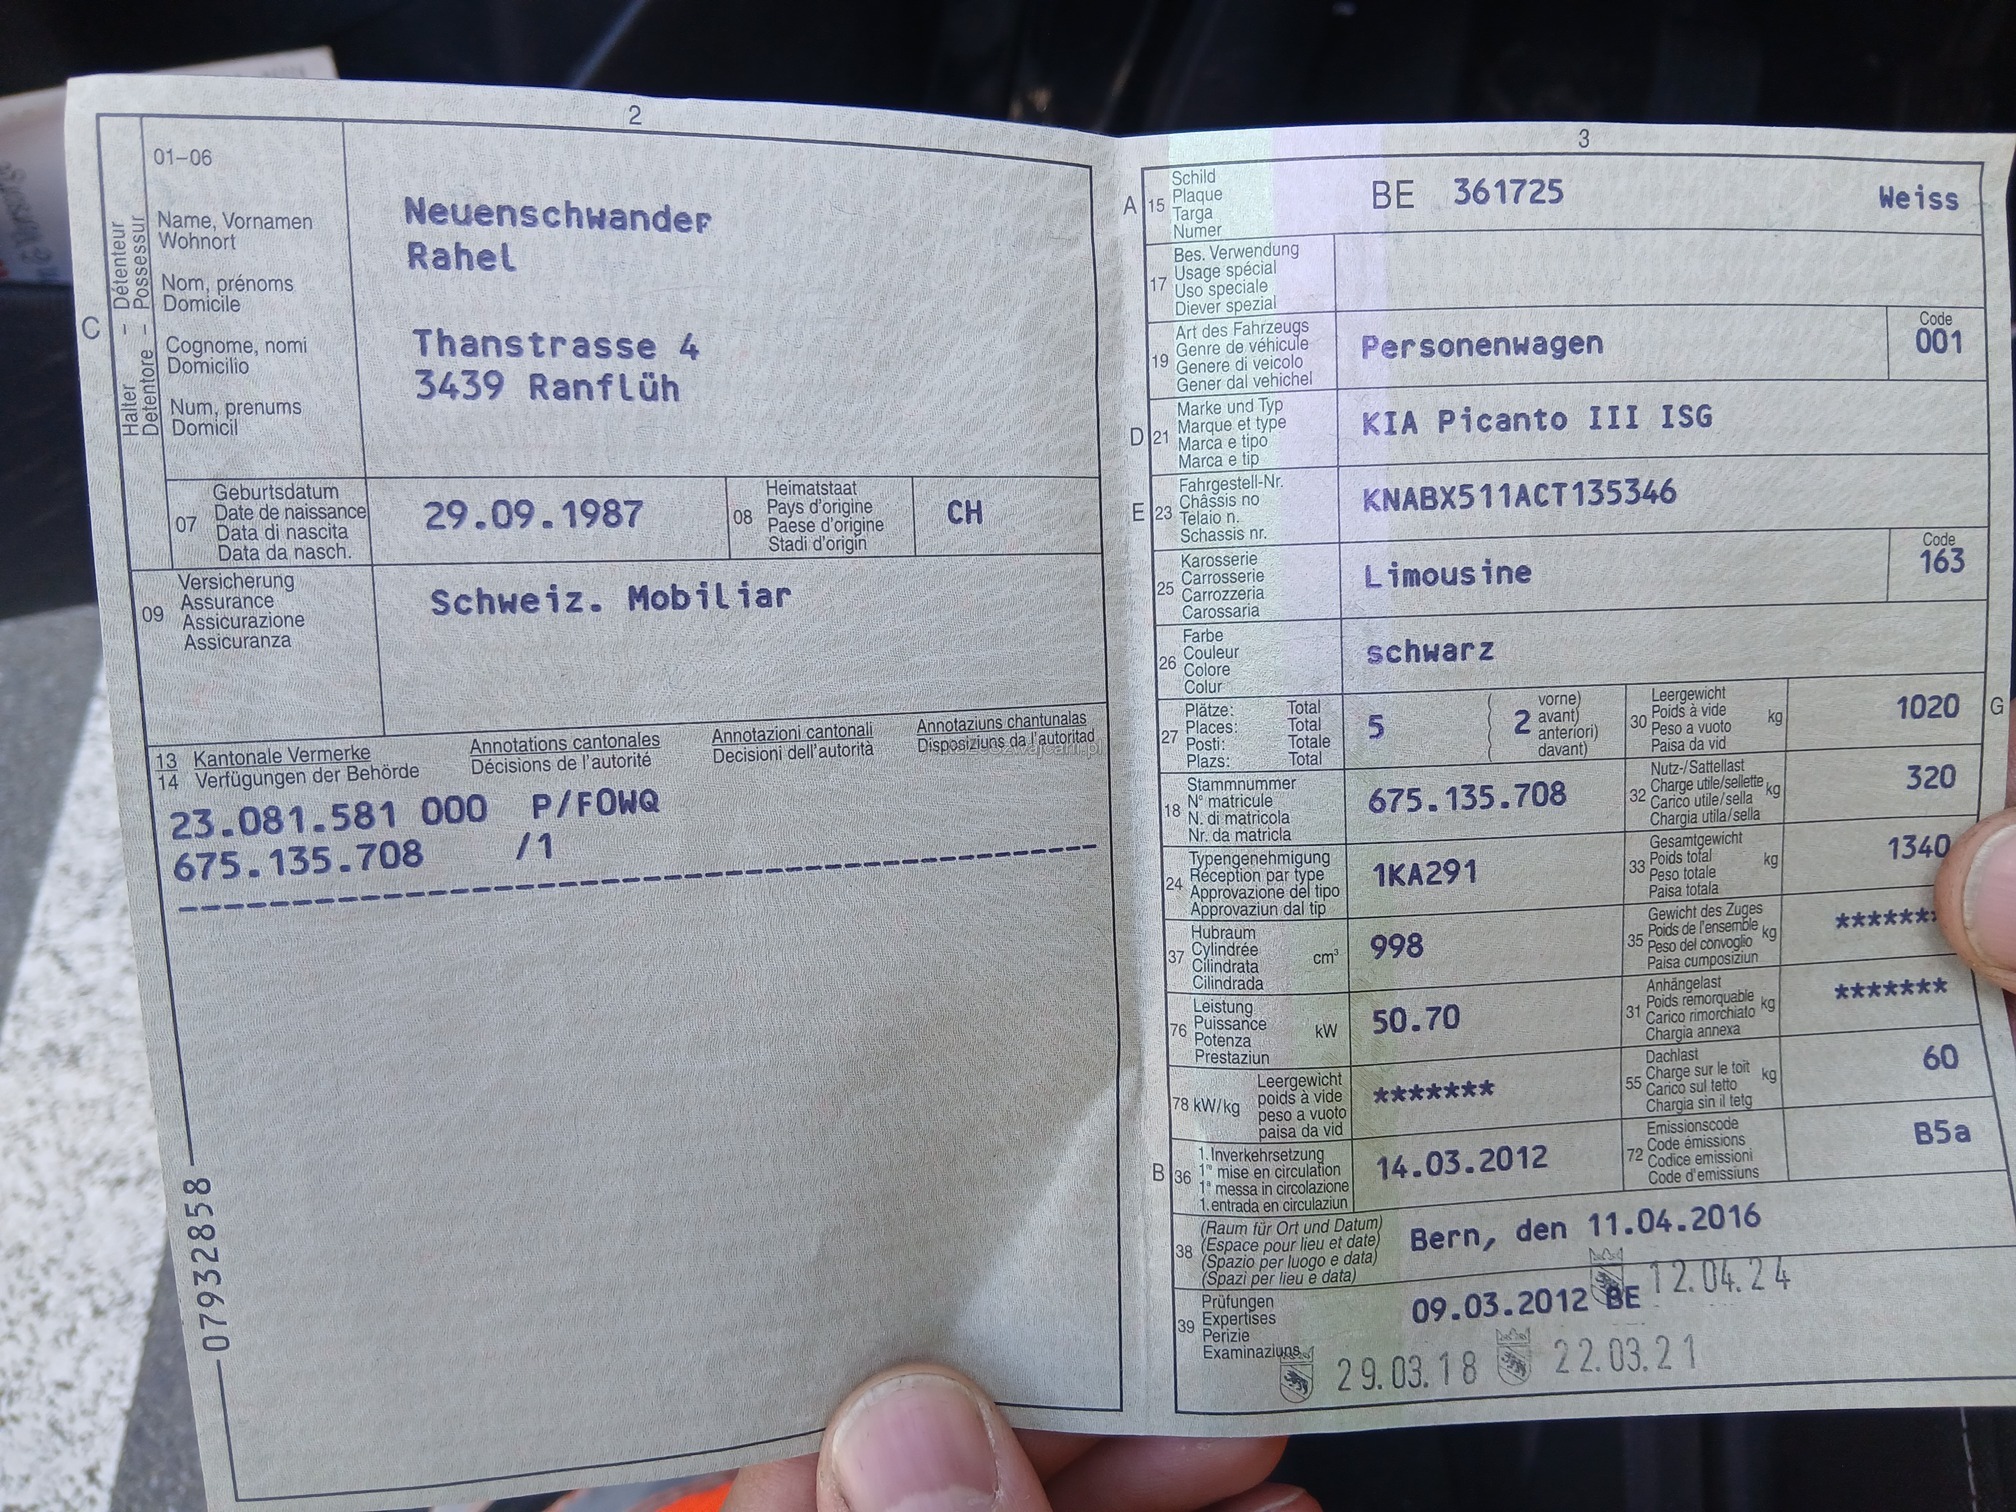 2
01–06
Name, Vornamen
Wohnort
Nom, prénoms
Domicile
Cognome, nomi
Domicilio
Num, prenums
Domicil
C
Halter – Détenteur
Detentore – Possessur
Neuenschwander
Rahel
Thanstrasse 4
3439 Ranflüh
07
Geburtsdatum
Date de naissance
Data di nascita
Data da nasch.
29.09.1987
08
Heimatstaat
Pays d'origine
Paese d'origine
Stadi d'origin
CH
09
Versicherung
Assurance
Assicurazione
Assicuranza
Schweiz. Mobiliar
13 Kantonale Vermerke Annotations cantonales Annotazioni cantonali Annotaziuns chantunalas
14 Verfügungen der Behörde Décisions de l'autorité Decisioni dell'autorità Disposiziuns da l'autoritad
23.081.581 000 P/FOWQ
675.135.708 /1
07932858
3
A 15
Schild
Plaque
Targa
Numer
BE 361725 Weiss
17
Bes. Verwendung
Usage spécial
Uso speciale
Diever spezial
19
Art des Fahrzeugs
Genre de véhicule
Genere di veicolo
Gener dal vehichel
Personenwagen
Code
001
D 21
Marke und Typ
Marque et type
Marca e tipo
Marca e tip
KIA Picanto III ISG
E 23
Fahrgestell-Nr.
Châssis no
Telaio n.
Schassis nr.
KNABX511ACT135346
25
Karosserie
Carrosserie
Carrozzeria
Carossaria
Limousine
Code
163
26
Farbe
Couleur
Colore
Colur
schwarz
27
Plätze: Total
Places: Total
Posti: Totale
Plazs: Total
5
( 2
vorne)
avant)
anteriori)
davant)
30
Leergewicht
Poids à vide
Peso a vuoto
Paisa da vid
kg
1020
G
18
Stammnummer
N° matricule
N. di matricola
Nr. da matricla
675.135.708
32
Nutz-/Sattellast
Charge utile/sellette
Carico utile/sella
Chargia utila/sella
kg
320
24
Typengenehmigung
Réception par type
Approvazione del tipo
Approvaziun dal tip
1KA291
33
Gesamtgewicht
Poids total
Peso totale
Paisa totala
kg
1340
37
Hubraum
Cylindrée
Cilindrata
Cilindrada
cm³
998
35
Gewicht des Zuges
Poids de l'ensemble
Peso del convoglio
Paisa cumposiziun
kg
*******
76
Leistung
Puissance
Potenza
Prestaziun
kW
50.70
31
Anhängelast
Poids remorquable
Carico rimorchiato
Chargia annexa
kg
*******
78 kW/kg
Leergewicht
poids à vide
peso a vuoto
paisa da vid
*******
55
Dachlast
Charge sur le toit
Carico sul tetto
Chargia sin il tetg
kg
60
B 36
1. Inverkehrsetzung
1re mise en circulation
1a messa in circolazione
1. entrada en circulaziun
14.03.2012
72
Emissionscode
Code émissions
Codice emissioni
Code d'emissiuns
B5a
38
(Raum für Ort und Datum)
(Espace pour lieu et date)
(Spazio per luogo e data)
(Spazi per lieu e data)
Bern, den 11.04.2016
39
Prüfungen
Expertises
Perizie
Examinaziuns
09.03.2012 BE 12.04.24
29.03.18 22.03.21